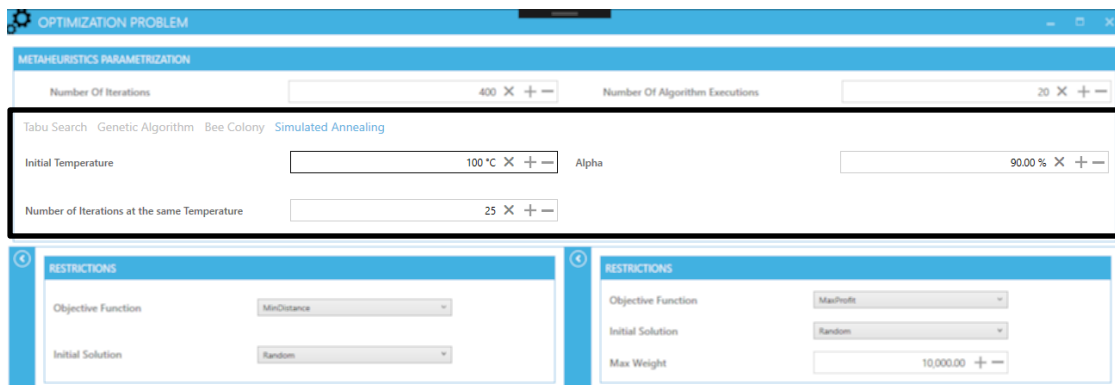 OPTIMIZATION PROBLEM
METAHEURISTICS PARAMETRIZATION
Number Of Iterations 400 Number Of Algorithm Executions 20
Tabu Search Genetic Algorithm Bee Colony Simulated Annealing
Initial Temperature 100 °C Alpha 90.00 %
Number of Iterations at the same Temperature 25
RESTRICTIONS RESTRICTIONS
Objective Function MinDistance Objective Function MaxProfit
Initial Solution Random Initial Solution Random
Max Weight 10,000.00